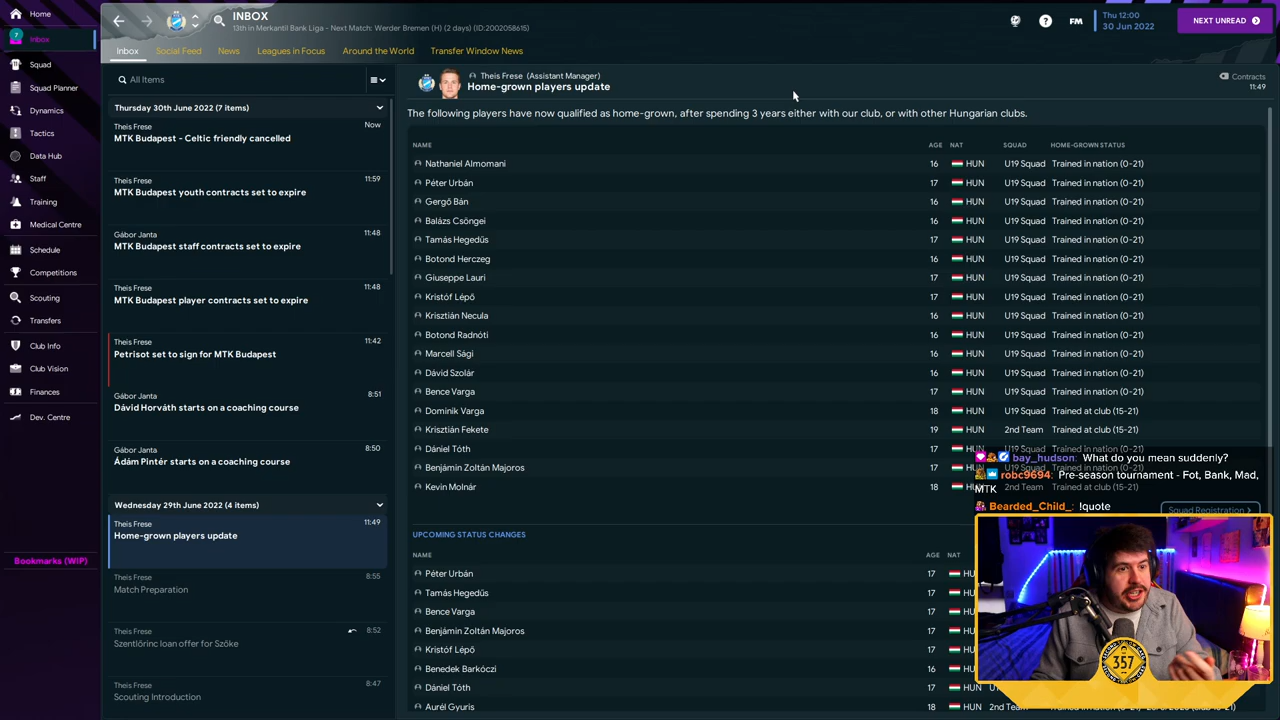 Home
7
Inbox
Squad
Squad Planner
Dynamics
Tactics
Data Hub
Staff
Training
Medical Centre
Schedule
Competitions
Scouting
Transfers
Club Info
Club Vision
Finances
Dev. Centre
Bookmarks (WIP)
INBOX
13th in Merkantil Bank Liga - Next Match: Werder Bremen (H) (2 days) (ID:2002058615)
FM
Thu 12:00
30 Jun 2022
NEXT UNREAD
Inbox Social Feed News Leagues in Focus Around the World Transfer Window News
All Items
Thursday 30th June 2022 (7 items)
Theis Frese Now
MTK Budapest - Celtic friendly cancelled
Theis Frese 11:59
MTK Budapest youth contracts set to expire
Gábor Janta 11:48
MTK Budapest staff contracts set to expire
Theis Frese 11:48
MTK Budapest player contracts set to expire
Theis Frese 11:42
Petrisot set to sign for MTK Budapest
Gábor Janta 8:51
Dávid Horváth starts on a coaching course
Gábor Janta 8:50
Ádám Pintér starts on a coaching course
Wednesday 29th June 2022 (4 items)
Theis Frese 11:49
Home-grown players update
Theis Frese 8:55
Match Preparation
Theis Frese 8:52
Szentlőrinc loan offer for Szőke
Theis Frese 8:47
Scouting Introduction
Theis Frese (Assistant Manager)
Home-grown players update
Contracts
11:49
The following players have now qualified as home-grown, after spending 3 years either with our club, or with other Hungarian clubs.
NAME AGE NAT SQUAD HOME-GROWN STATUS
Nathaniel Almomani 16 HUN U19 Squad Trained in nation (0-21)
Péter Urbán 17 HUN U19 Squad Trained in nation (0-21)
Gergő Bán 16 HUN U19 Squad Trained in nation (0-21)
Balázs Csöngei 16 HUN U19 Squad Trained in nation (0-21)
Tamás Hegedűs 17 HUN U19 Squad Trained in nation (0-21)
Botond Herczeg 16 HUN U19 Squad Trained in nation (0-21)
Giuseppe Lauri 17 HUN U19 Squad Trained in nation (0-21)
Kristóf Lépő 17 HUN U19 Squad Trained in nation (0-21)
Krisztián Necula 16 HUN U19 Squad Trained in nation (0-21)
Botond Radnóti 16 HUN U19 Squad Trained in nation (0-21)
Marcell Sági 16 HUN U19 Squad Trained in nation (0-21)
Dávid Szolár 16 HUN U19 Squad Trained in nation (0-21)
Bence Varga 17 HUN U19 Squad Trained in nation (0-21)
Dominik Varga 18 HUN U19 Squad Trained at club (15-21)
Krisztián Fekete 19 HUN 2nd Team Trained at club (15-21)
Dániel Tóth 17 HUN U19 Squad Trained in nation (0-21)
Benjámin Zoltán Majoros 17
Kevin Molnár 18 2nd Team Trained at club (15-21)
bay_hudson: What do you mean suddenly?
robc9694: Pre-season tournament - Fot, Bank, Mad,
MTK
Bearded_Child_: !quote
Squad Registration >
UPCOMING STATUS CHANGES
NAME AGE NAT
Péter Urbán 17
Tamás Hegedűs 17
Bence Varga 17
Benjámin Zoltán Majoros 17
Kristóf Lépő 17
Benedek Barkóczi 16
Dániel Tóth 17
Aurél Gyuris 18 2nd Team
357